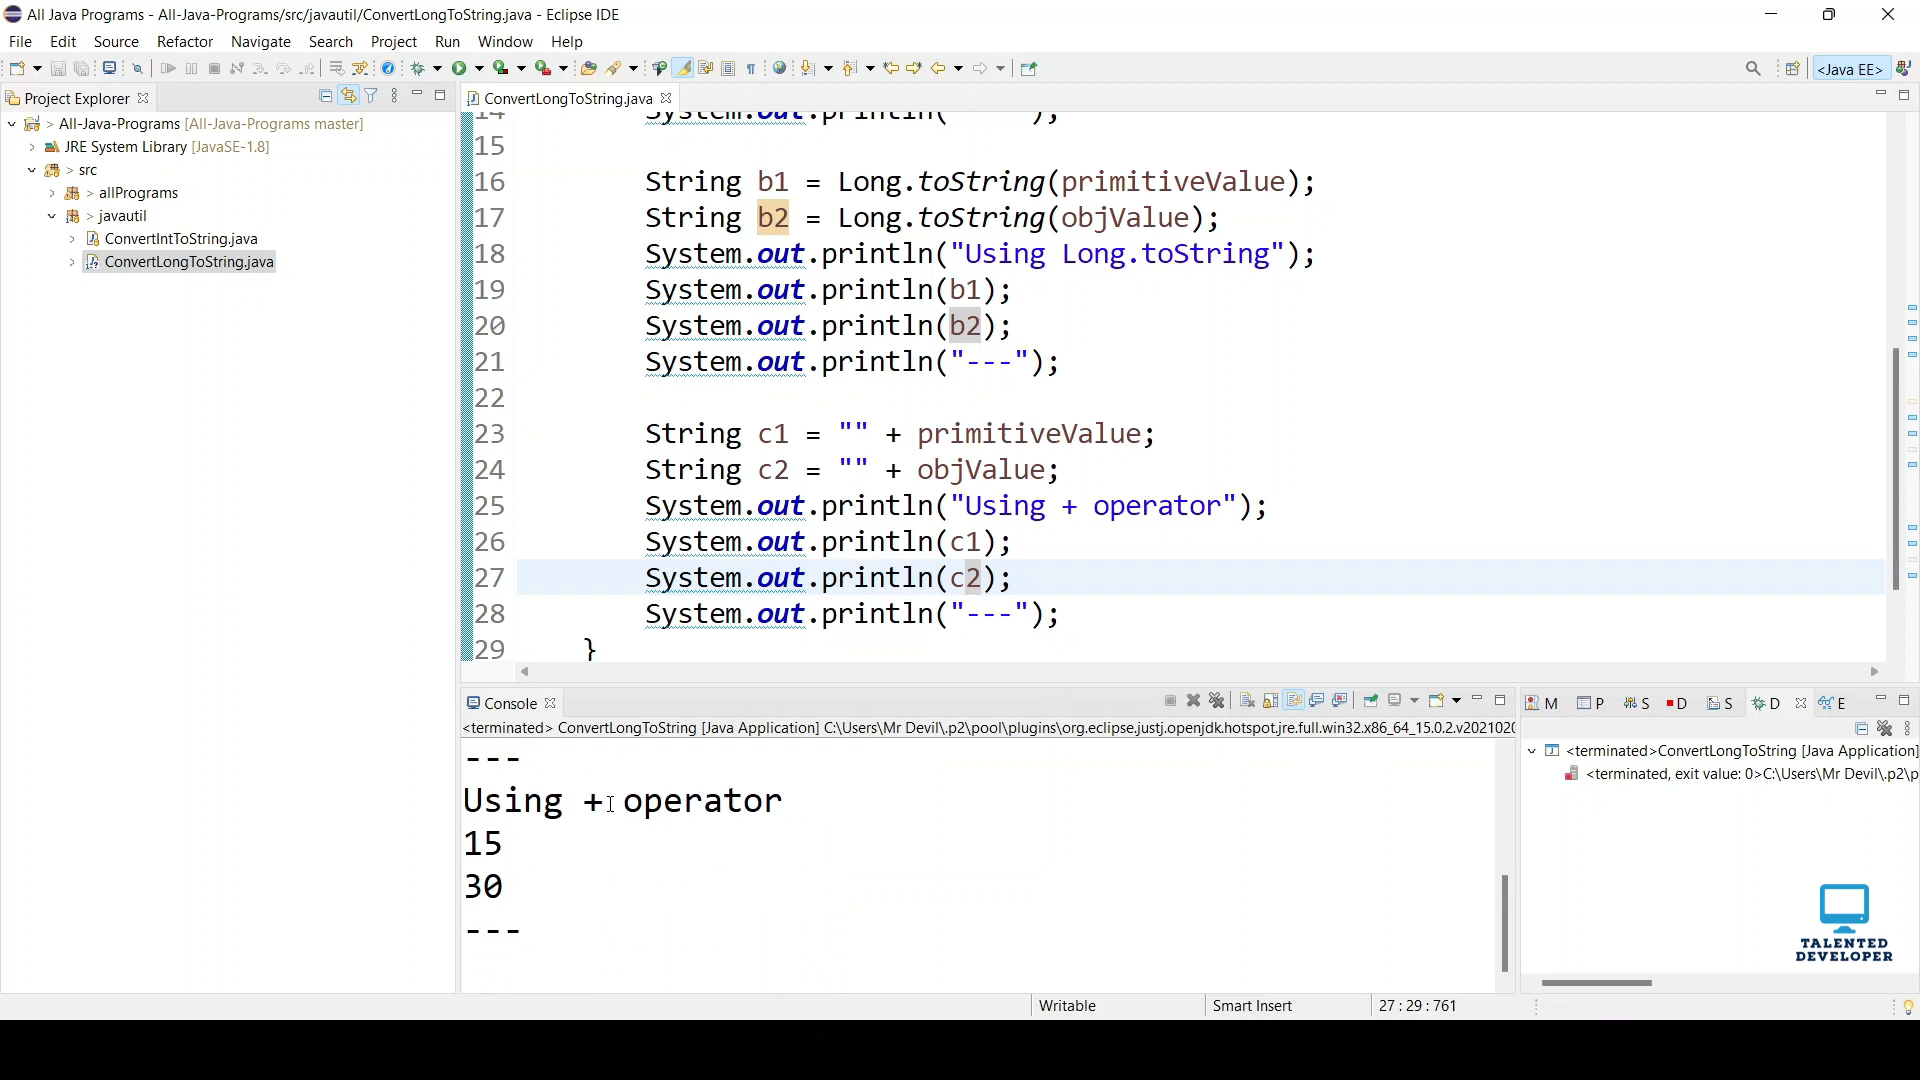 All Java Programs - All-Java-Programs/src/javautil/ConvertLongToString.java - Eclipse IDE
File Edit Source Refactor Navigate Search Project Run Window Help
<Java EE>
Project Explorer
All-Java-Programs [All-Java-Programs master]
JRE System Library [JavaSE-1.8]
> src
> allPrograms
> javautil
ConvertIntToString.java
ConvertLongToString.java
ConvertLongToString.java
15
16 String b1 = Long.toString(primitiveValue);
17 String b2 = Long.toString(objValue);
18 System.out.println("Using Long.toString");
19 System.out.println(b1);
20 System.out.println(b2);
21 System.out.println("---");
22
23 String c1 = "" + primitiveValue;
24 String c2 = "" + objValue;
25 System.out.println("Using + operator");
26 System.out.println(c1);
27 System.out.println(c2);
28 System.out.println("---");
29 }
Console
<terminated> ConvertLongToString [Java Application] C:\Users\Mr Devil\.p2\pool\plugins\org.eclipse.justj.openjdk.hotspot.jre.full.win32.x86_64_15.0.2.v2021020
---
Using + operator
15
30
---
M P S D S D E
<terminated>ConvertLongToString [Java Application]
<terminated, exit value: 0>C:\Users\Mr Devil\.p2\p
TALENTED
DEVELOPER
Writable Smart Insert 27 : 29 : 761